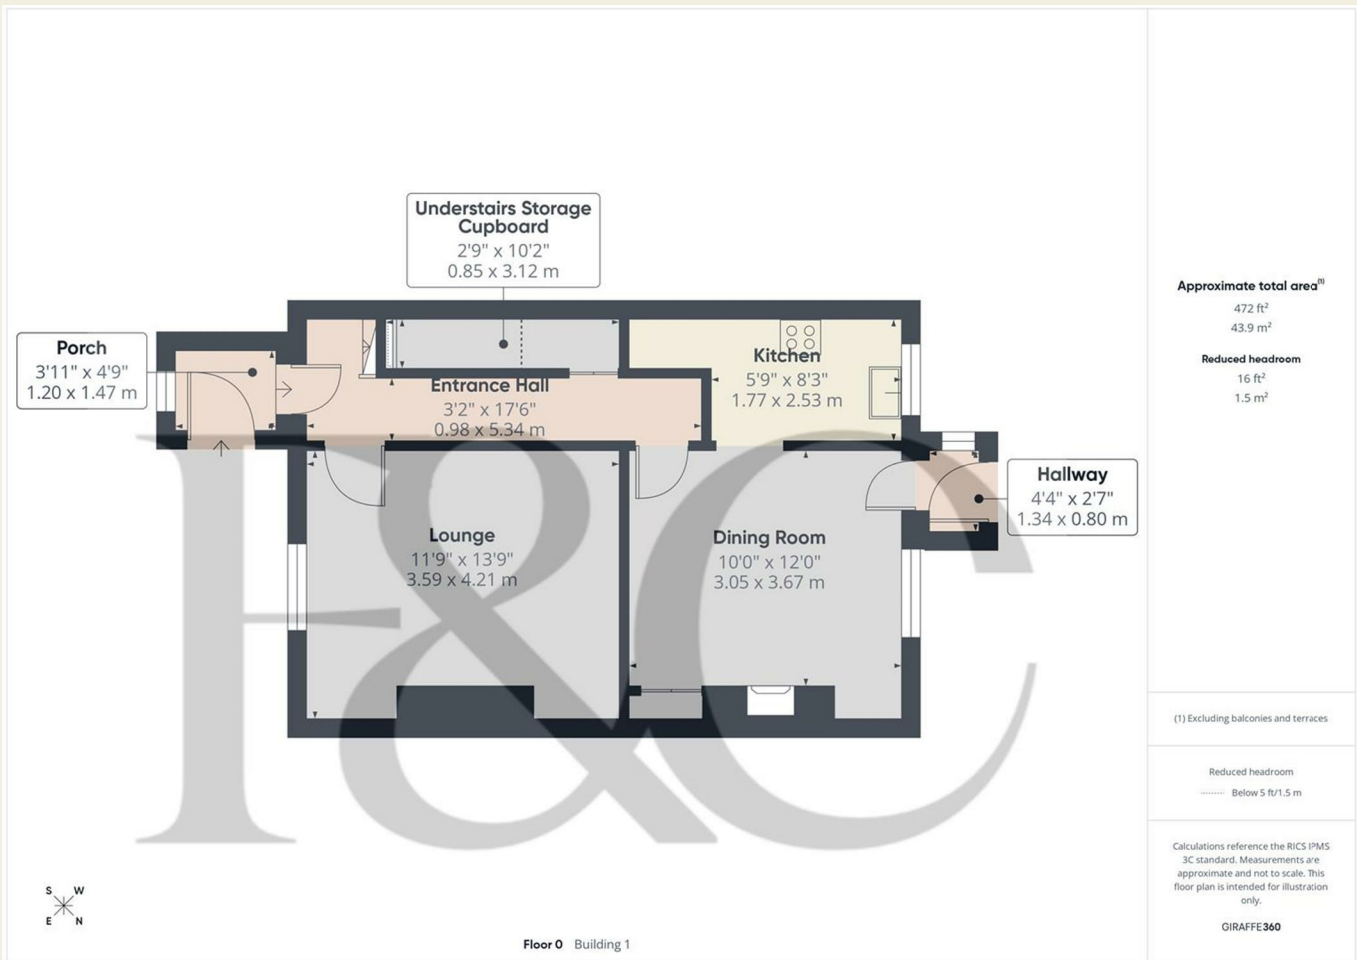 Understairs Storage
Cupboard
2'9" x 10'2"
0.85 x 3.12 m
Porch
3'11" x 4'9"
1.20 x 1.47 m
Kitchen
5'9" x 8'3"
1.77 x 2.53 m
Entrance Hall
3'2" x 17'6"
0.98 x 5.34 m
Hallway
4'4" x 2'7"
1.34 x 0.80 m
Lounge
11'9" x 13'9"
3.59 x 4.21 m
Dining Room
10'0" x 12'0"
3.05 x 3.67 m
F&C
S W
E N
Floor 0 Building 1
Approximate total area(1)
472 ft²
43.9 m²
Reduced headroom
16 ft²
1.5 m²
(1) Excluding balconies and terraces
Reduced headroom
Below 5 ft/1.5 m
Calculations reference the RICS IPMS
3C standard. Measurements are
approximate and not to scale. This
floor plan is intended for illustration
only.
GIRAFFE360